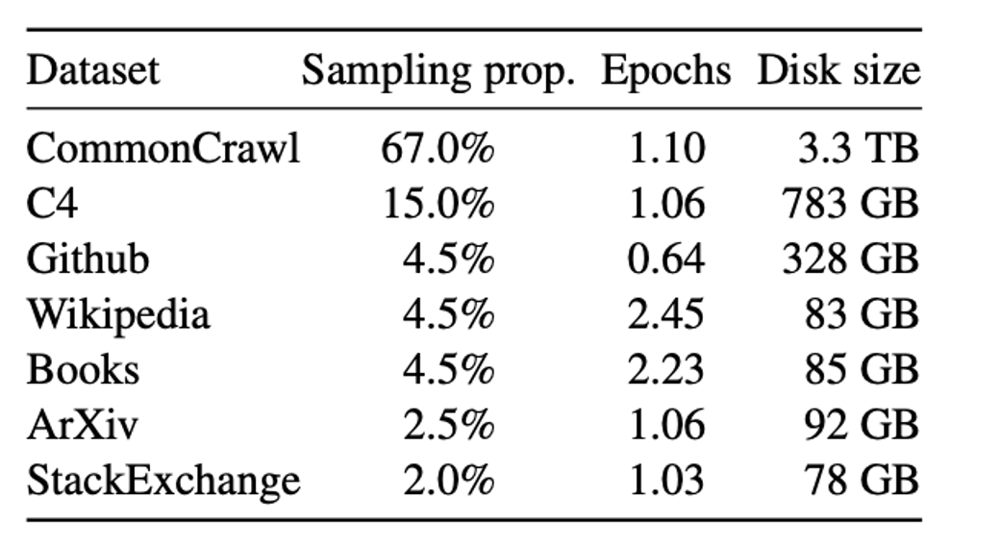 Dataset Sampling prop. Epochs Disk size
CommonCrawl 67.0% 1.10 3.3 TB
C4 15.0% 1.06 783 GB
Github 4.5% 0.64 328 GB
Wikipedia 4.5% 2.45 83 GB
Books 4.5% 2.23 85 GB
ArXiv 2.5% 1.06 92 GB
StackExchange 2.0% 1.03 78 GB